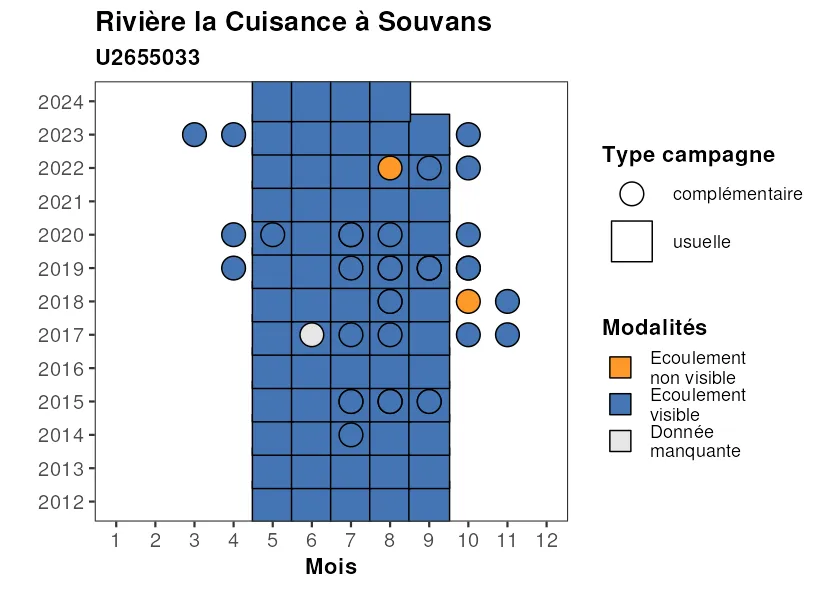 Rivière la Cuisance à Souvans
U2655033
2024
2023
2022
2021
2020
2019
2018
2017
2016
2015
2014
2013
2012
1 2 3 4 5 6 7 8 9 10 11 12
Mois
Type campagne
complémentaire
usuelle
Modalités
Ecoulement
non visible
Ecoulement
visible
Donnée
manquante